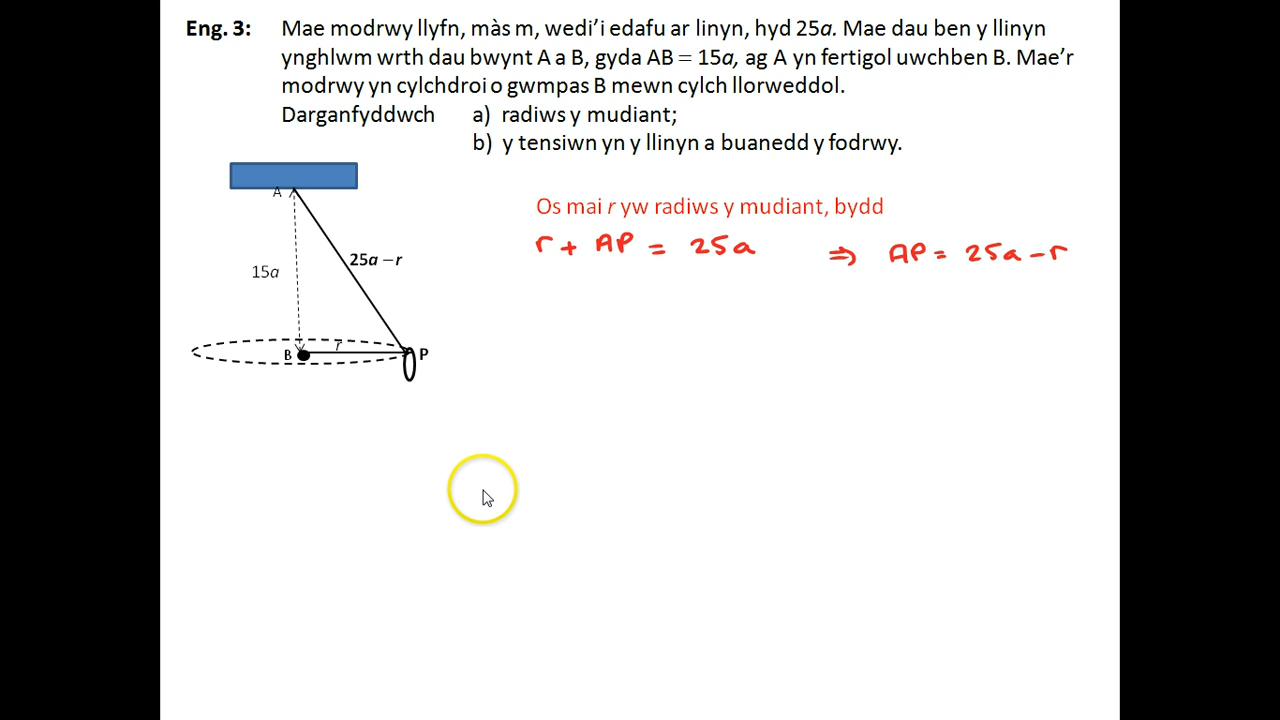 Eng. 3: Mae modrwy llyfn, màs m, wedi’i edafu ar linyn, hyd 25a. Mae dau ben y llinyn
ynghlwm wrth dau bwynt A a B, gyda AB = 15a, ag A yn fertigol uwchben B. Mae’r
modrwy yn cylchdroi o gwmpas B mewn cylch llorweddol.
Darganfyddwch a) radiws y mudiant;
b) y tensiwn yn y llinyn a buanedd y fodrwy.
A
Os mai r yw radiws y mudiant, bydd
r + AP = 25a ⇒ AP = 25a – r
25a – r
15a
r
B
P